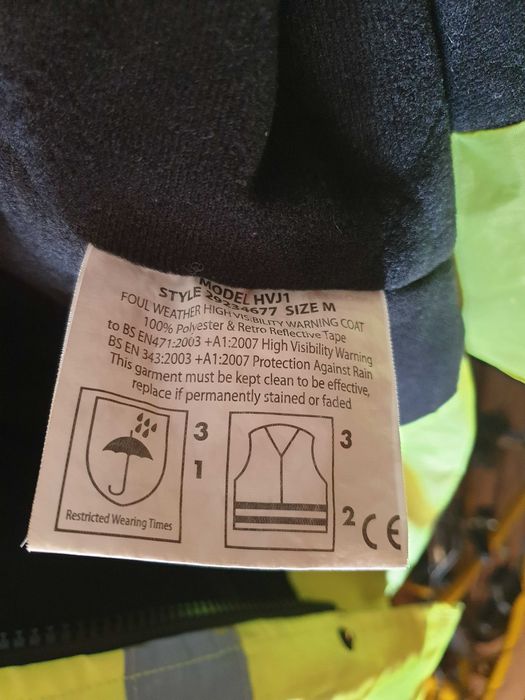 MODEL HVJ1
STYLE 29234677 SIZE M
FOUL WEATHER HIGH VISIBILITY WARNING COAT
100% Polyester & Retro Reflective Tape
to BS EN471:2003 +A1:2007 High Visibility Warning
BS EN 343:2003 +A1:2007 Protection Against Rain
This garment must be kept clean to be effective,
replace if permanently stained or faded
3
1
Restricted Wearing Times
3
2
CE